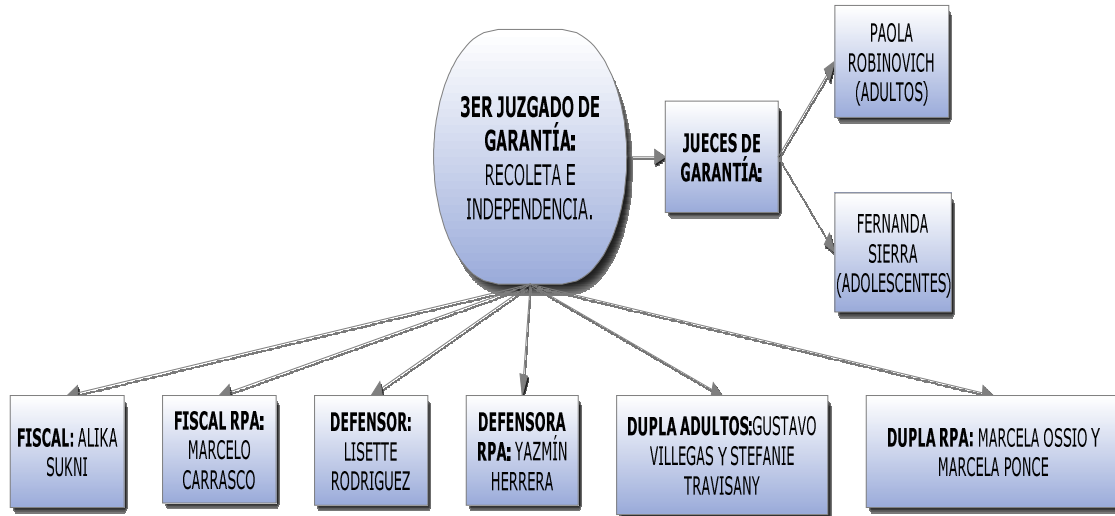 3ER JUZGADO DE
GARANTÍA:
RECOLETA E
INDEPENDENCIA.
JUECES DE
GARANTÍA:
PAOLA
ROBINOVICH
(ADULTOS)
FERNANDA
SIERRA
(ADOLESCENTES)
FISCAL: ALIKA
SUKNI
FISCAL RPA:
MARCELO
CARRASCO
DEFENSOR:
LISETTE
RODRIGUEZ
DEFENSORA
RPA: YAZMÍN
HERRERA
DUPLA ADULTOS:GUSTAVO
VILLEGAS Y STEFANIE
TRAVISANY
DUPLA RPA: MARCELA OSSIO Y
MARCELA PONCE